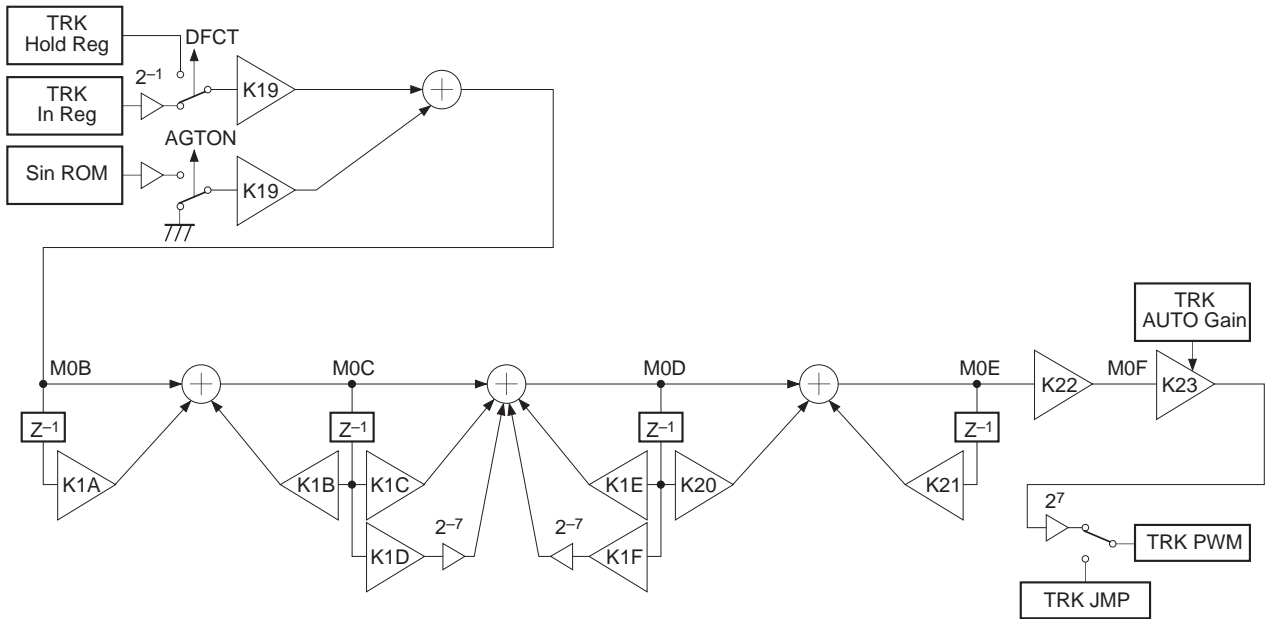 TRK
Hold Reg
DFCT
2–1
K19
TRK
In Reg
AGTON
Sin ROM
K19
TRK
AUTO Gain
M0B
M0C
M0D
M0E
K22
M0F
K23
Z–1
Z–1
Z–1
Z–1
K1A
K1B
K1C
K1E
K20
K21
27
2–7
2–7
K1D
K1F
TRK PWM
TRK JMP